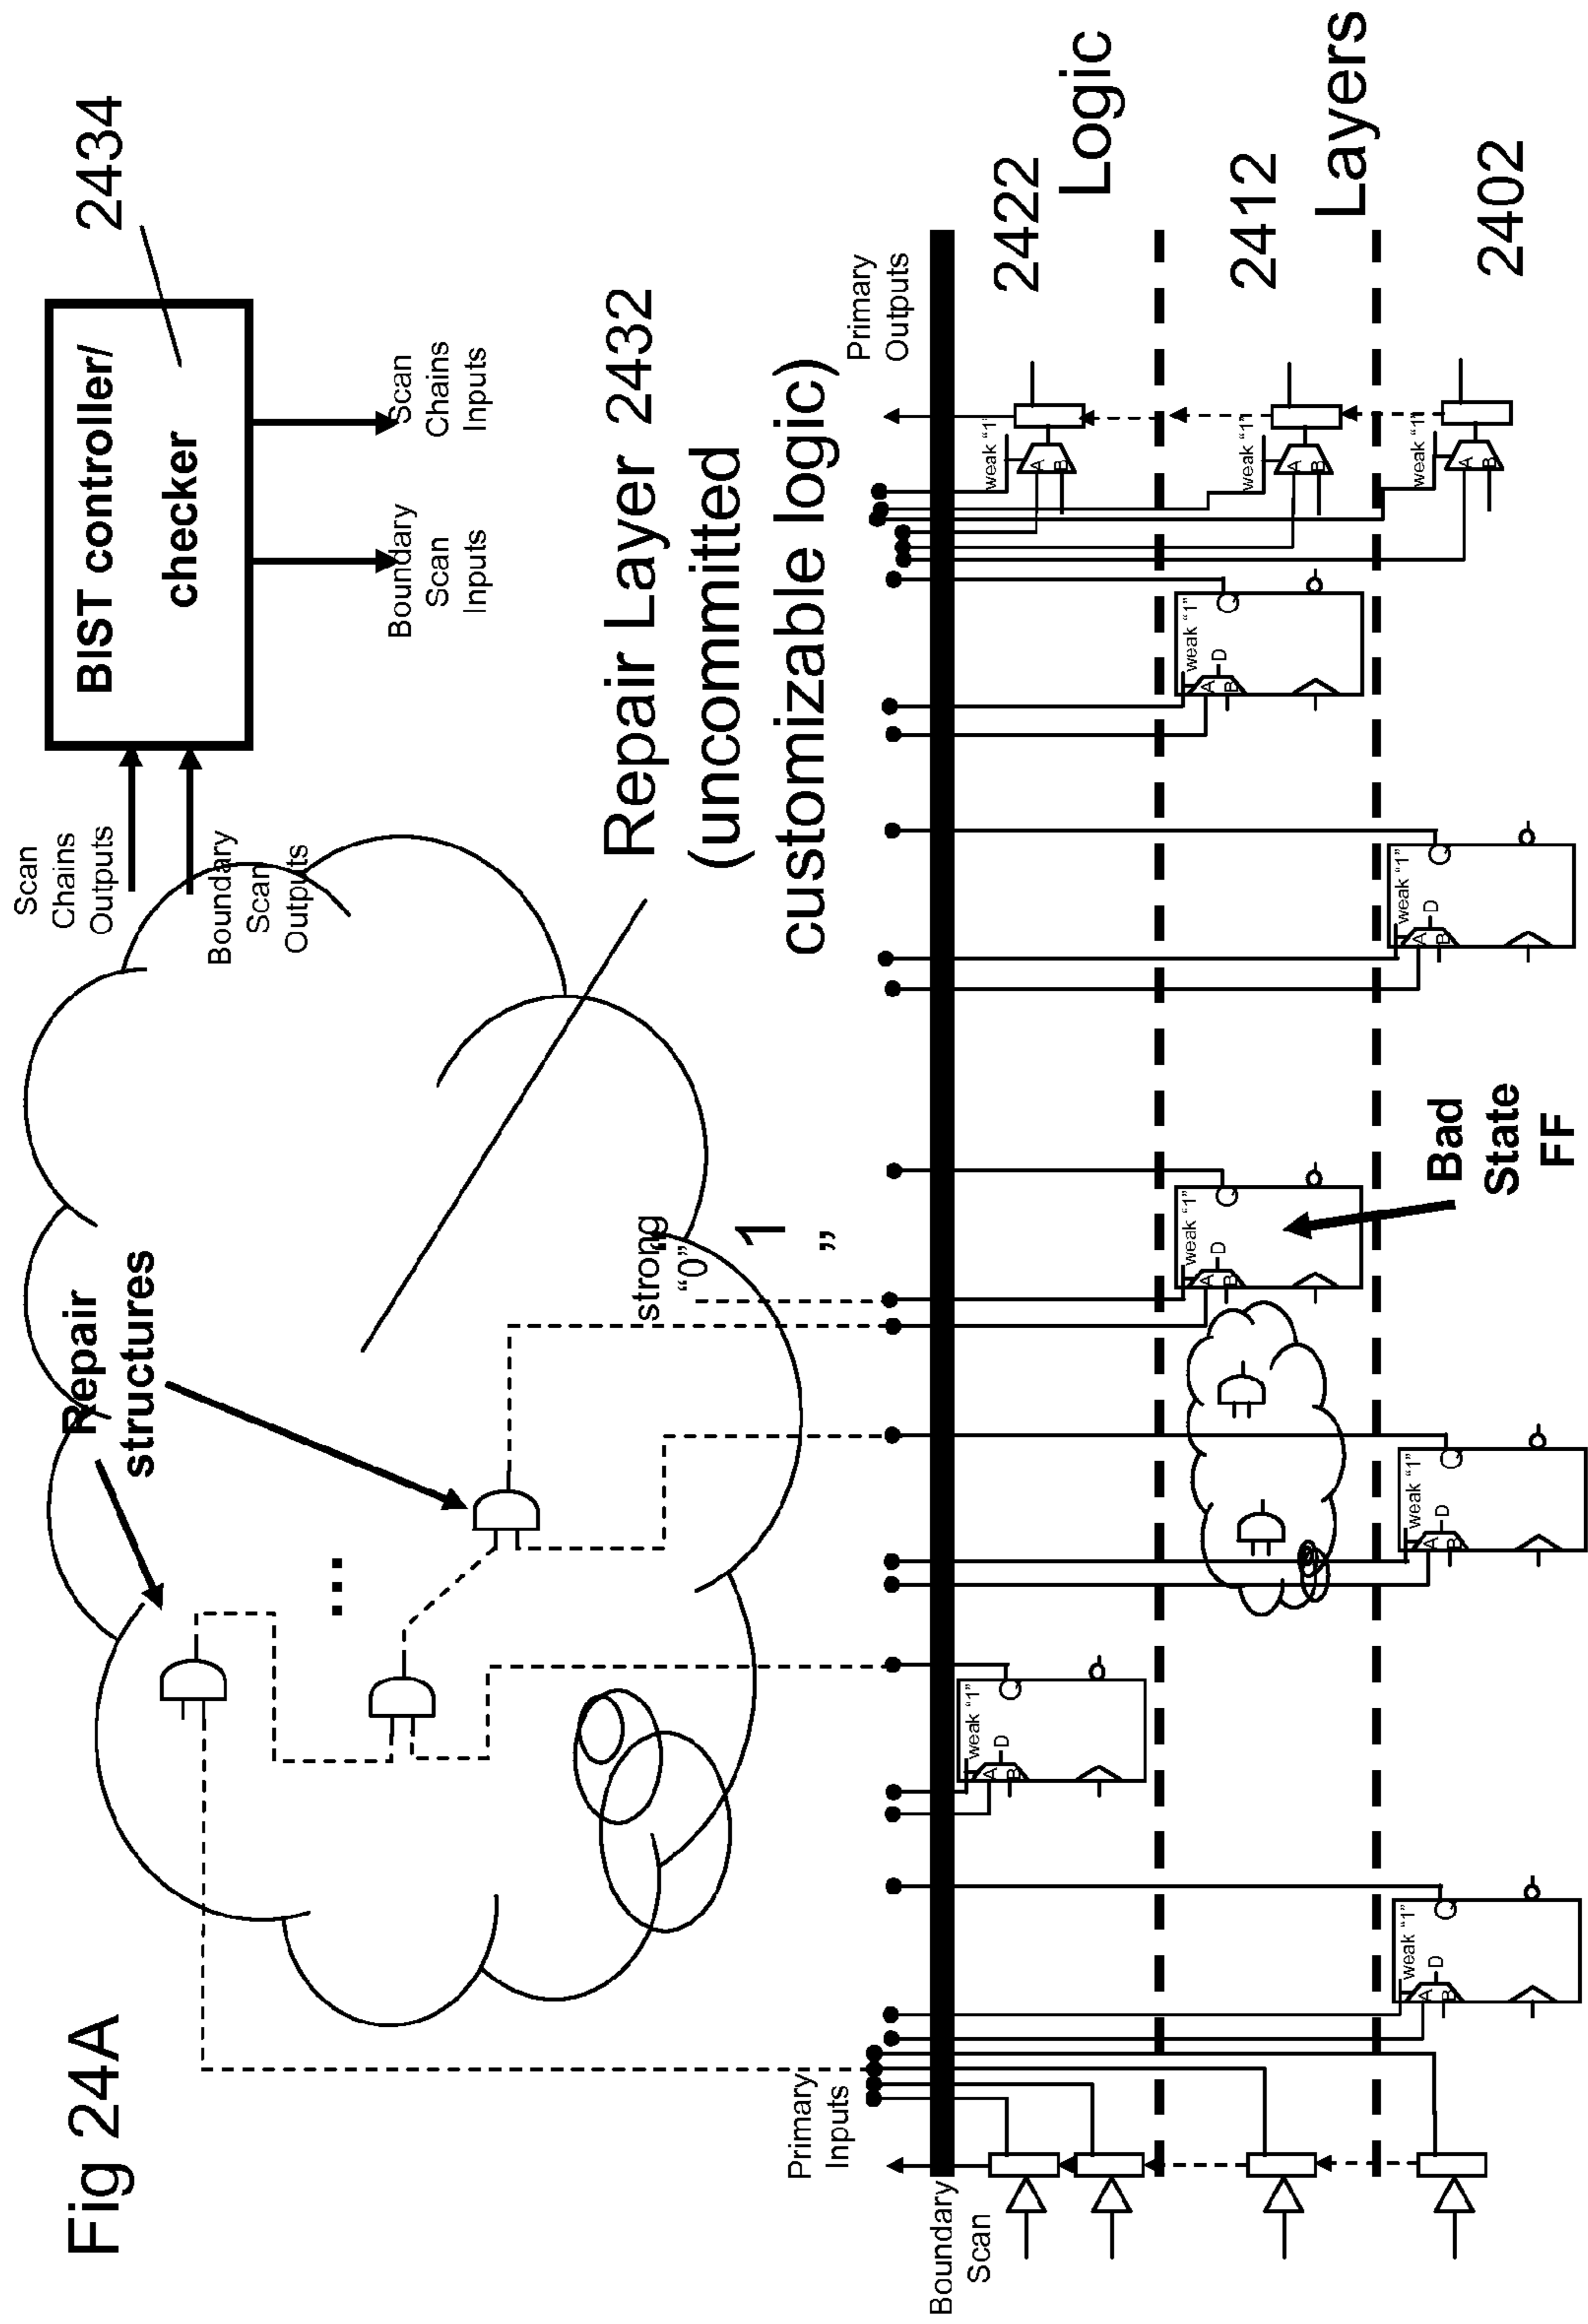 Fig 24A
Repair
structures
Scan
Chains
Outputs
Boundary
Scan
Outputs
BIST controller/
checker
2434
Boundary
Scan
Inputs
Scan
Chains
Inputs
Repair Layer 2432
(uncommitted
customizable logic)
strong
"0"
“
1
”
Primary
Inputs
Primary
Outputs
Boundary
Scan
2422
Logic
2412
Layers
2402
weak “1”
A
B
D
Q
weak “1”
A
B
D
Q
weak “1”
A
B
D
Q
weak “1”
A
B
D
Q
weak “1”
A
B
D
Q
weak “1”
A
B
D
Q
weak “1”
A
B
weak “1”
A
B
weak “1”
A
B
Bad
State
FF